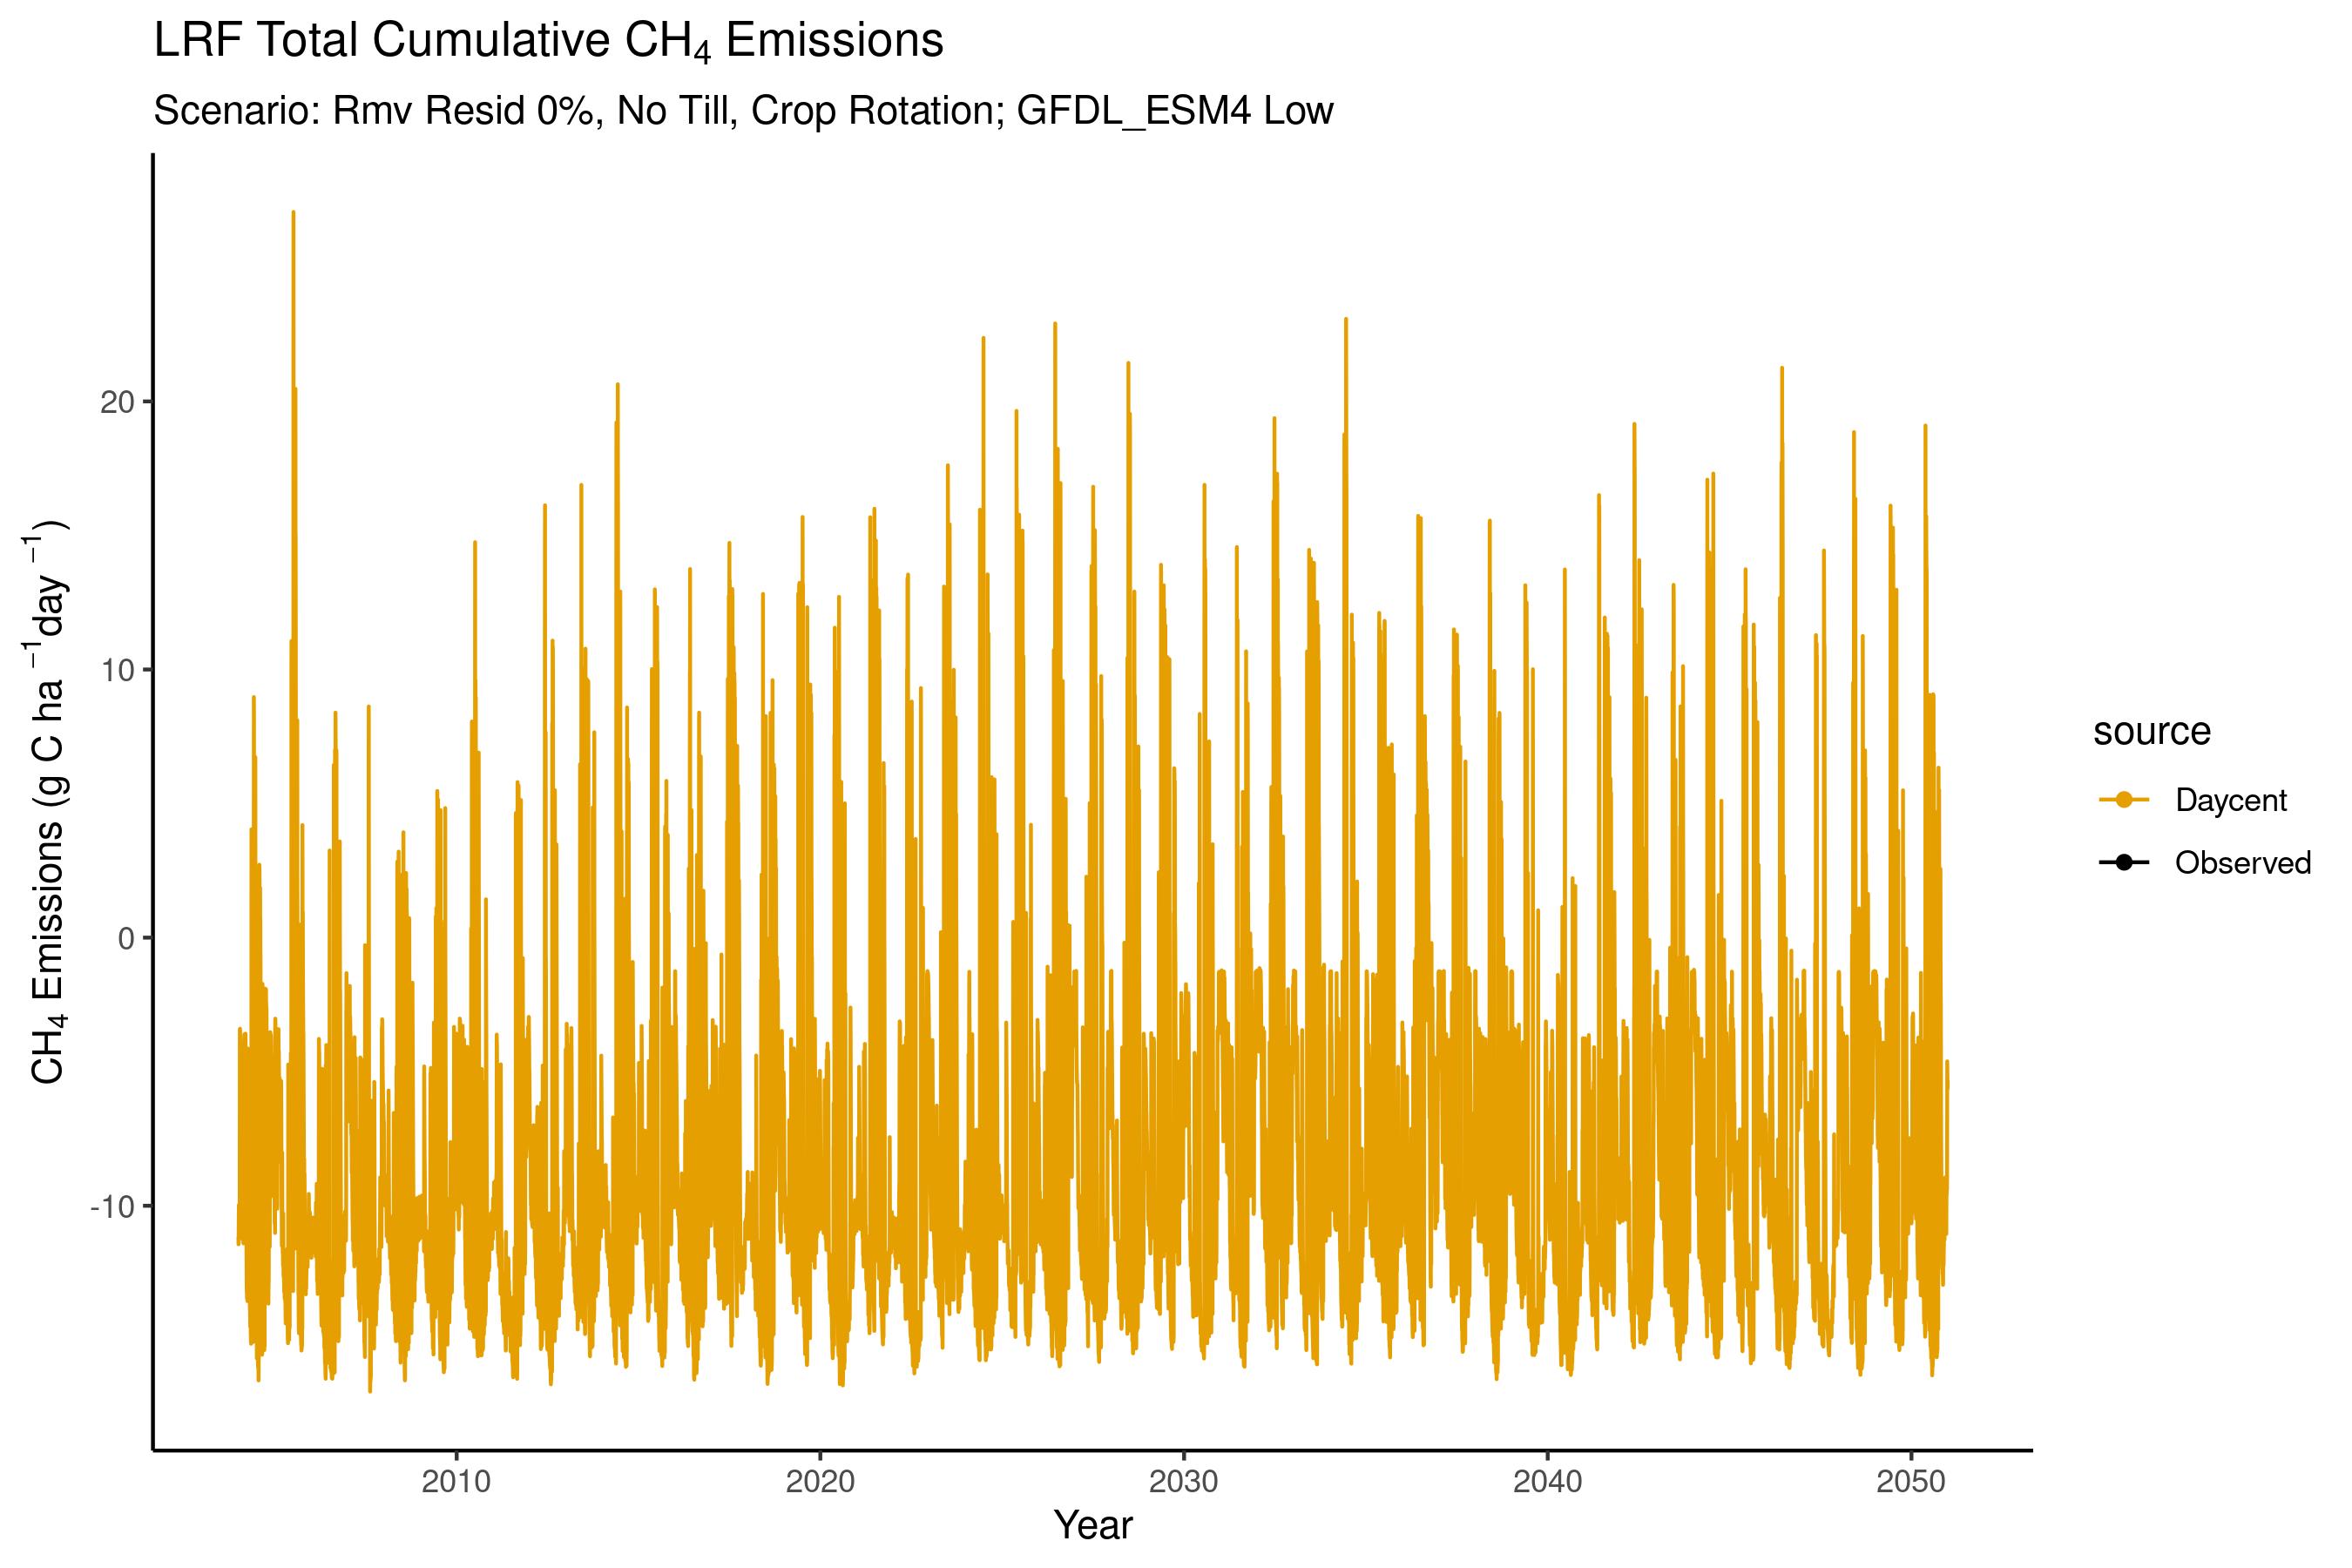 LRF Total Cumulative CH₄ Emissions
Scenario: Rmv Resid 0%, No Till, Crop Rotation; GFDL_ESM4 Low
CH₄ Emissions (g C ha ⁻¹day ⁻¹)
20
10
0
-10
2010 2020 2030 2040 2050
Year
source
Daycent
Observed